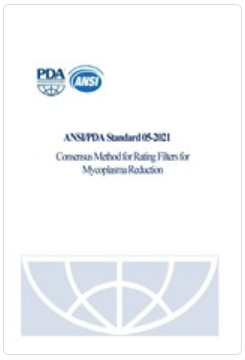 PDA
ANSI
ANSI/PDA Standard 05-2021
Consensus Method for Rating Filters for
Mycoplasma Reduction